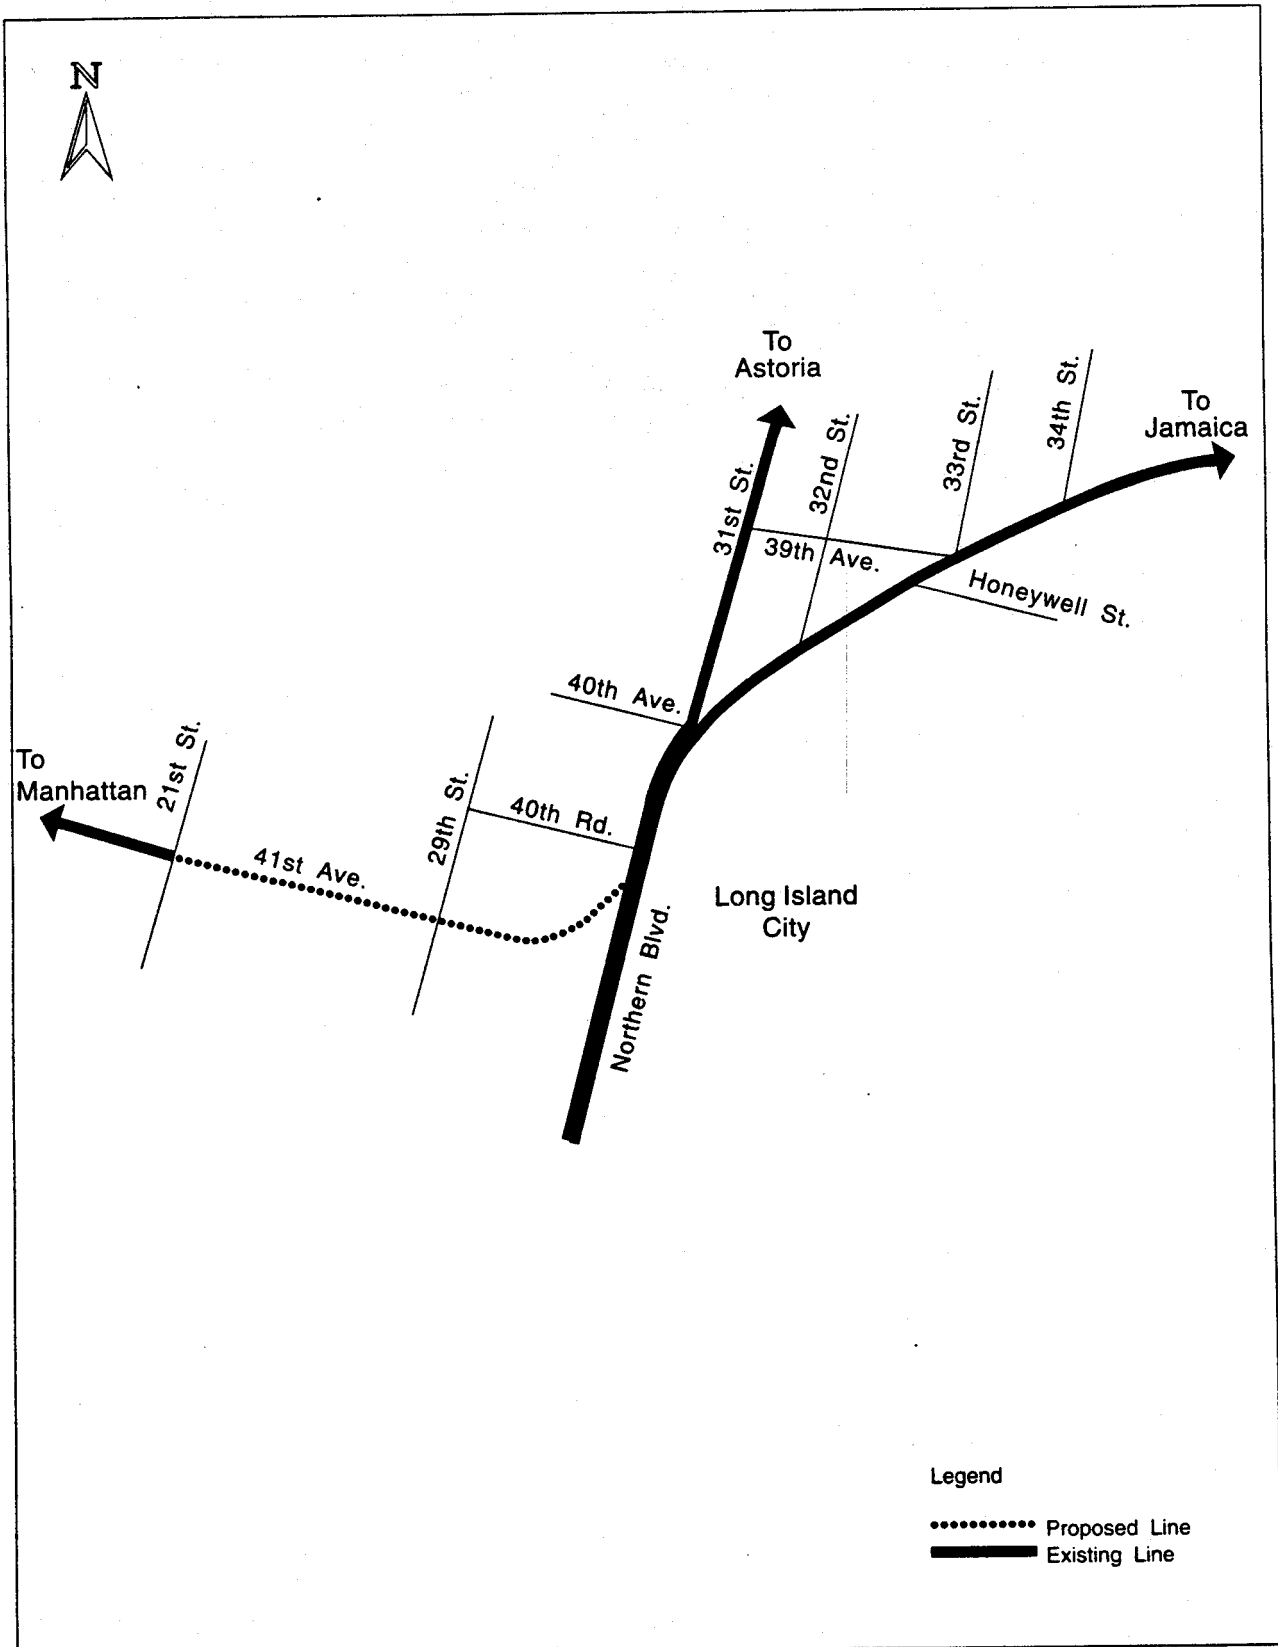 N
To
Astoria
To
Jamaica
31st St.
32nd St.
33rd St.
34th St.
39th Ave.
Honeywell St.
40th Ave.
To
Manhattan
21st St.
29th St.
40th Rd.
41st Ave.
Long Island
City
Northern Blvd.
Legend
Proposed Line
Existing Line